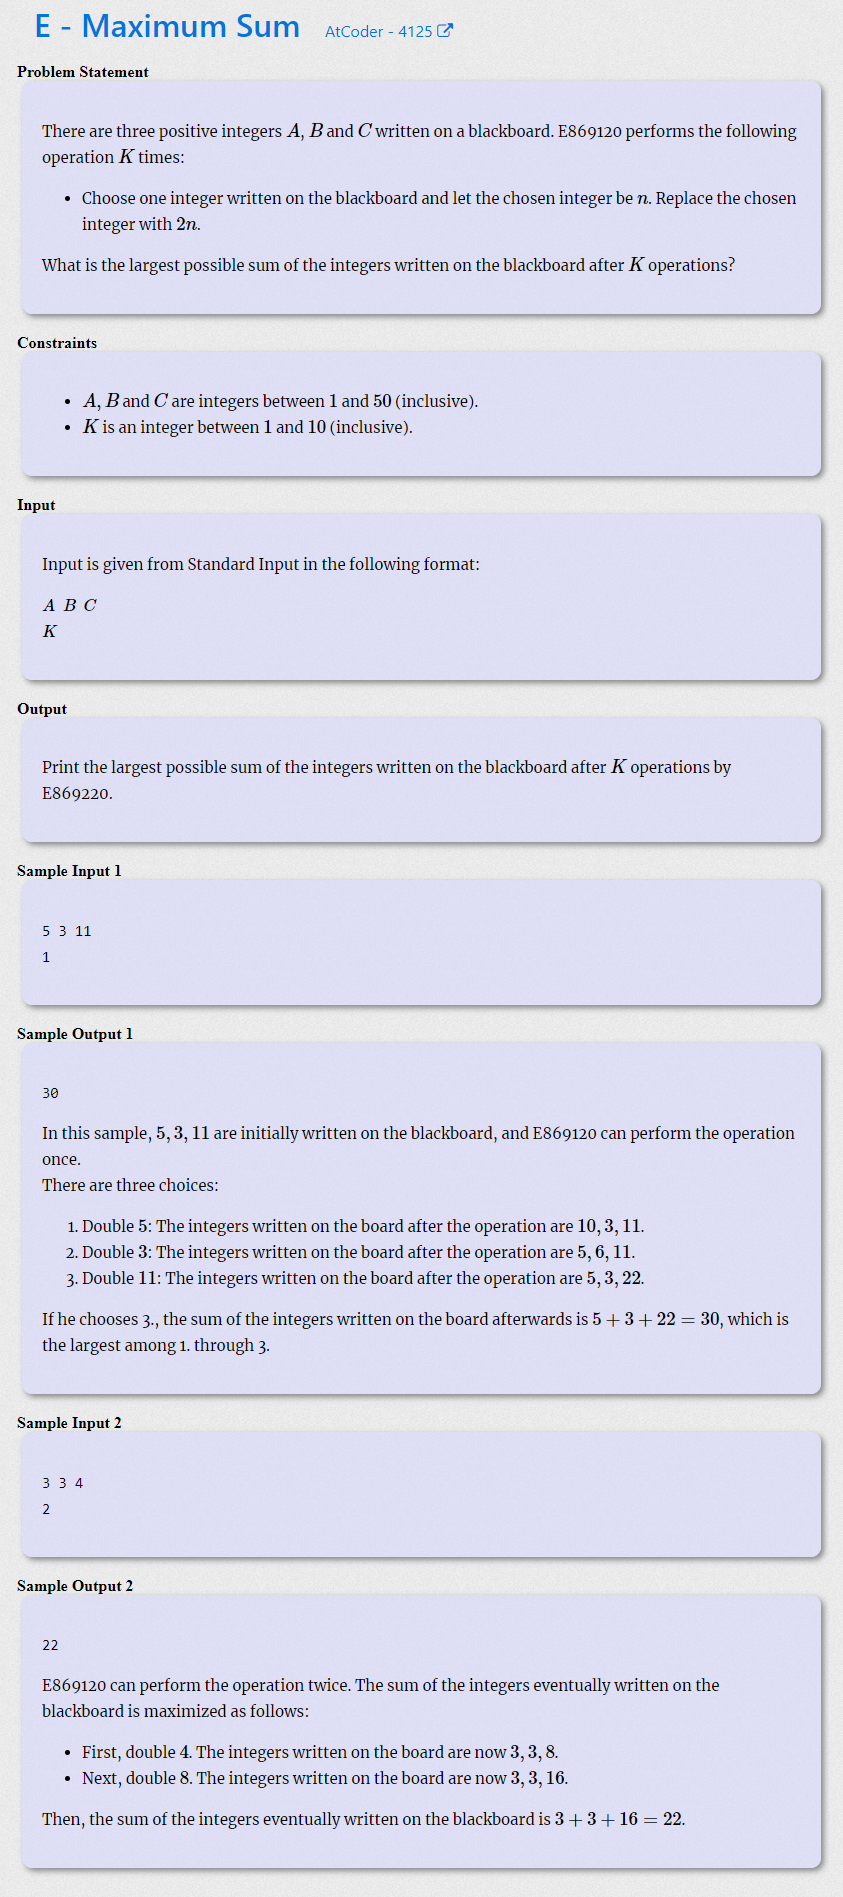 E - Maximum Sum AtCoder - 4125
Problem Statement
There are three positive integers A, B and C written on a blackboard. E869120 performs the following
operation K times:
• Choose one integer written on the blackboard and let the chosen integer be n. Replace the chosen
integer with 2n.
What is the largest possible sum of the integers written on the blackboard after K operations?
Constraints
• A, B and C are integers between 1 and 50 (inclusive).
• K is an integer between 1 and 10 (inclusive).
Input
Input is given from Standard Input in the following format:
A B C
K
Output
Print the largest possible sum of the integers written on the blackboard after K operations by
E869220.
Sample Input 1
5 3 11
1
Sample Output 1
30
In this sample, 5, 3, 11 are initially written on the blackboard, and E869120 can perform the operation
once.
There are three choices:
1. Double 5: The integers written on the board after the operation are 10, 3, 11.
2. Double 3: The integers written on the board after the operation are 5, 6, 11.
3. Double 11: The integers written on the board after the operation are 5, 3, 22.
If he chooses 3., the sum of the integers written on the board afterwards is 5 + 3 + 22 = 30, which is
the largest among 1. through 3.
Sample Input 2
3 3 4
2
Sample Output 2
22
E869120 can perform the operation twice. The sum of the integers eventually written on the
blackboard is maximized as follows:
• First, double 4. The integers written on the board are now 3, 3, 8.
• Next, double 8. The integers written on the board are now 3, 3, 16.
Then, the sum of the integers eventually written on the blackboard is 3 + 3 + 16 = 22.